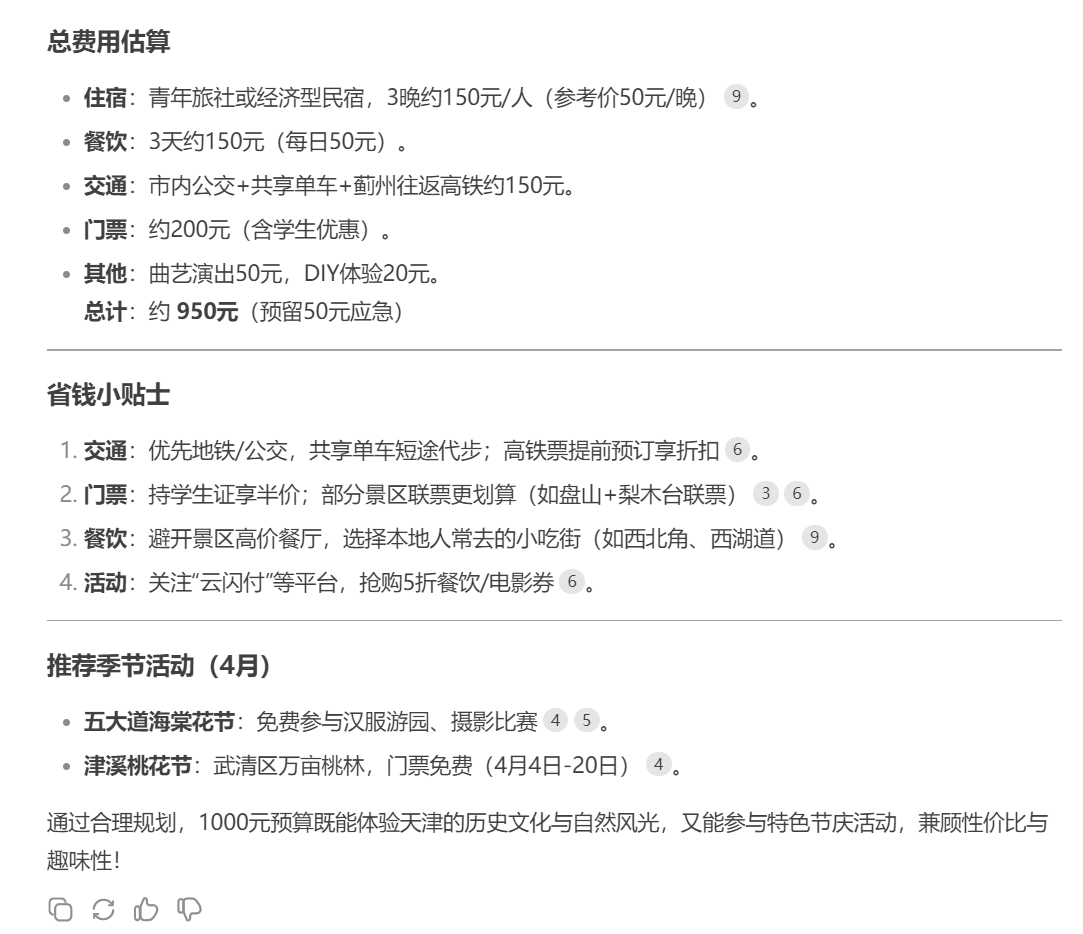 总费用估算
住宿：青年旅社或经济型民宿，3晚约150元/人（参考价50元/晚） 9 。
餐饮：3天约150元（每日50元）。
交通：市内公交+共享单车+蓟州往返高铁约150元。
门票：约200元（含学生优惠）。
其他：曲艺演出50元，DIY体验20元。
总计：约 950元（预留50元应急）
省钱小贴士
1. 交通：优先地铁/公交，共享单车短途代步；高铁票提前预订享折扣 6 。
2. 门票：持学生证享半价；部分景区联票更划算（如盘山+梨木台联票） 3 6 。
3. 餐饮：避开景区高价餐厅，选择本地人常去的小吃街（如西北角、西湖道） 9 。
4. 活动：关注“云闪付”等平台，抢购5折餐饮/电影券 6 。
推荐季节活动（4月）
五大道海棠花节：免费参与汉服游园、摄影比赛 4 5 。
津溪桃花节：武清区万亩桃林，门票免费（4月4日-20日） 4 。
通过合理规划，1000元预算既能体验天津的历史文化与自然风光，又能参与特色节庆活动，兼顾性价比与
趣味性！